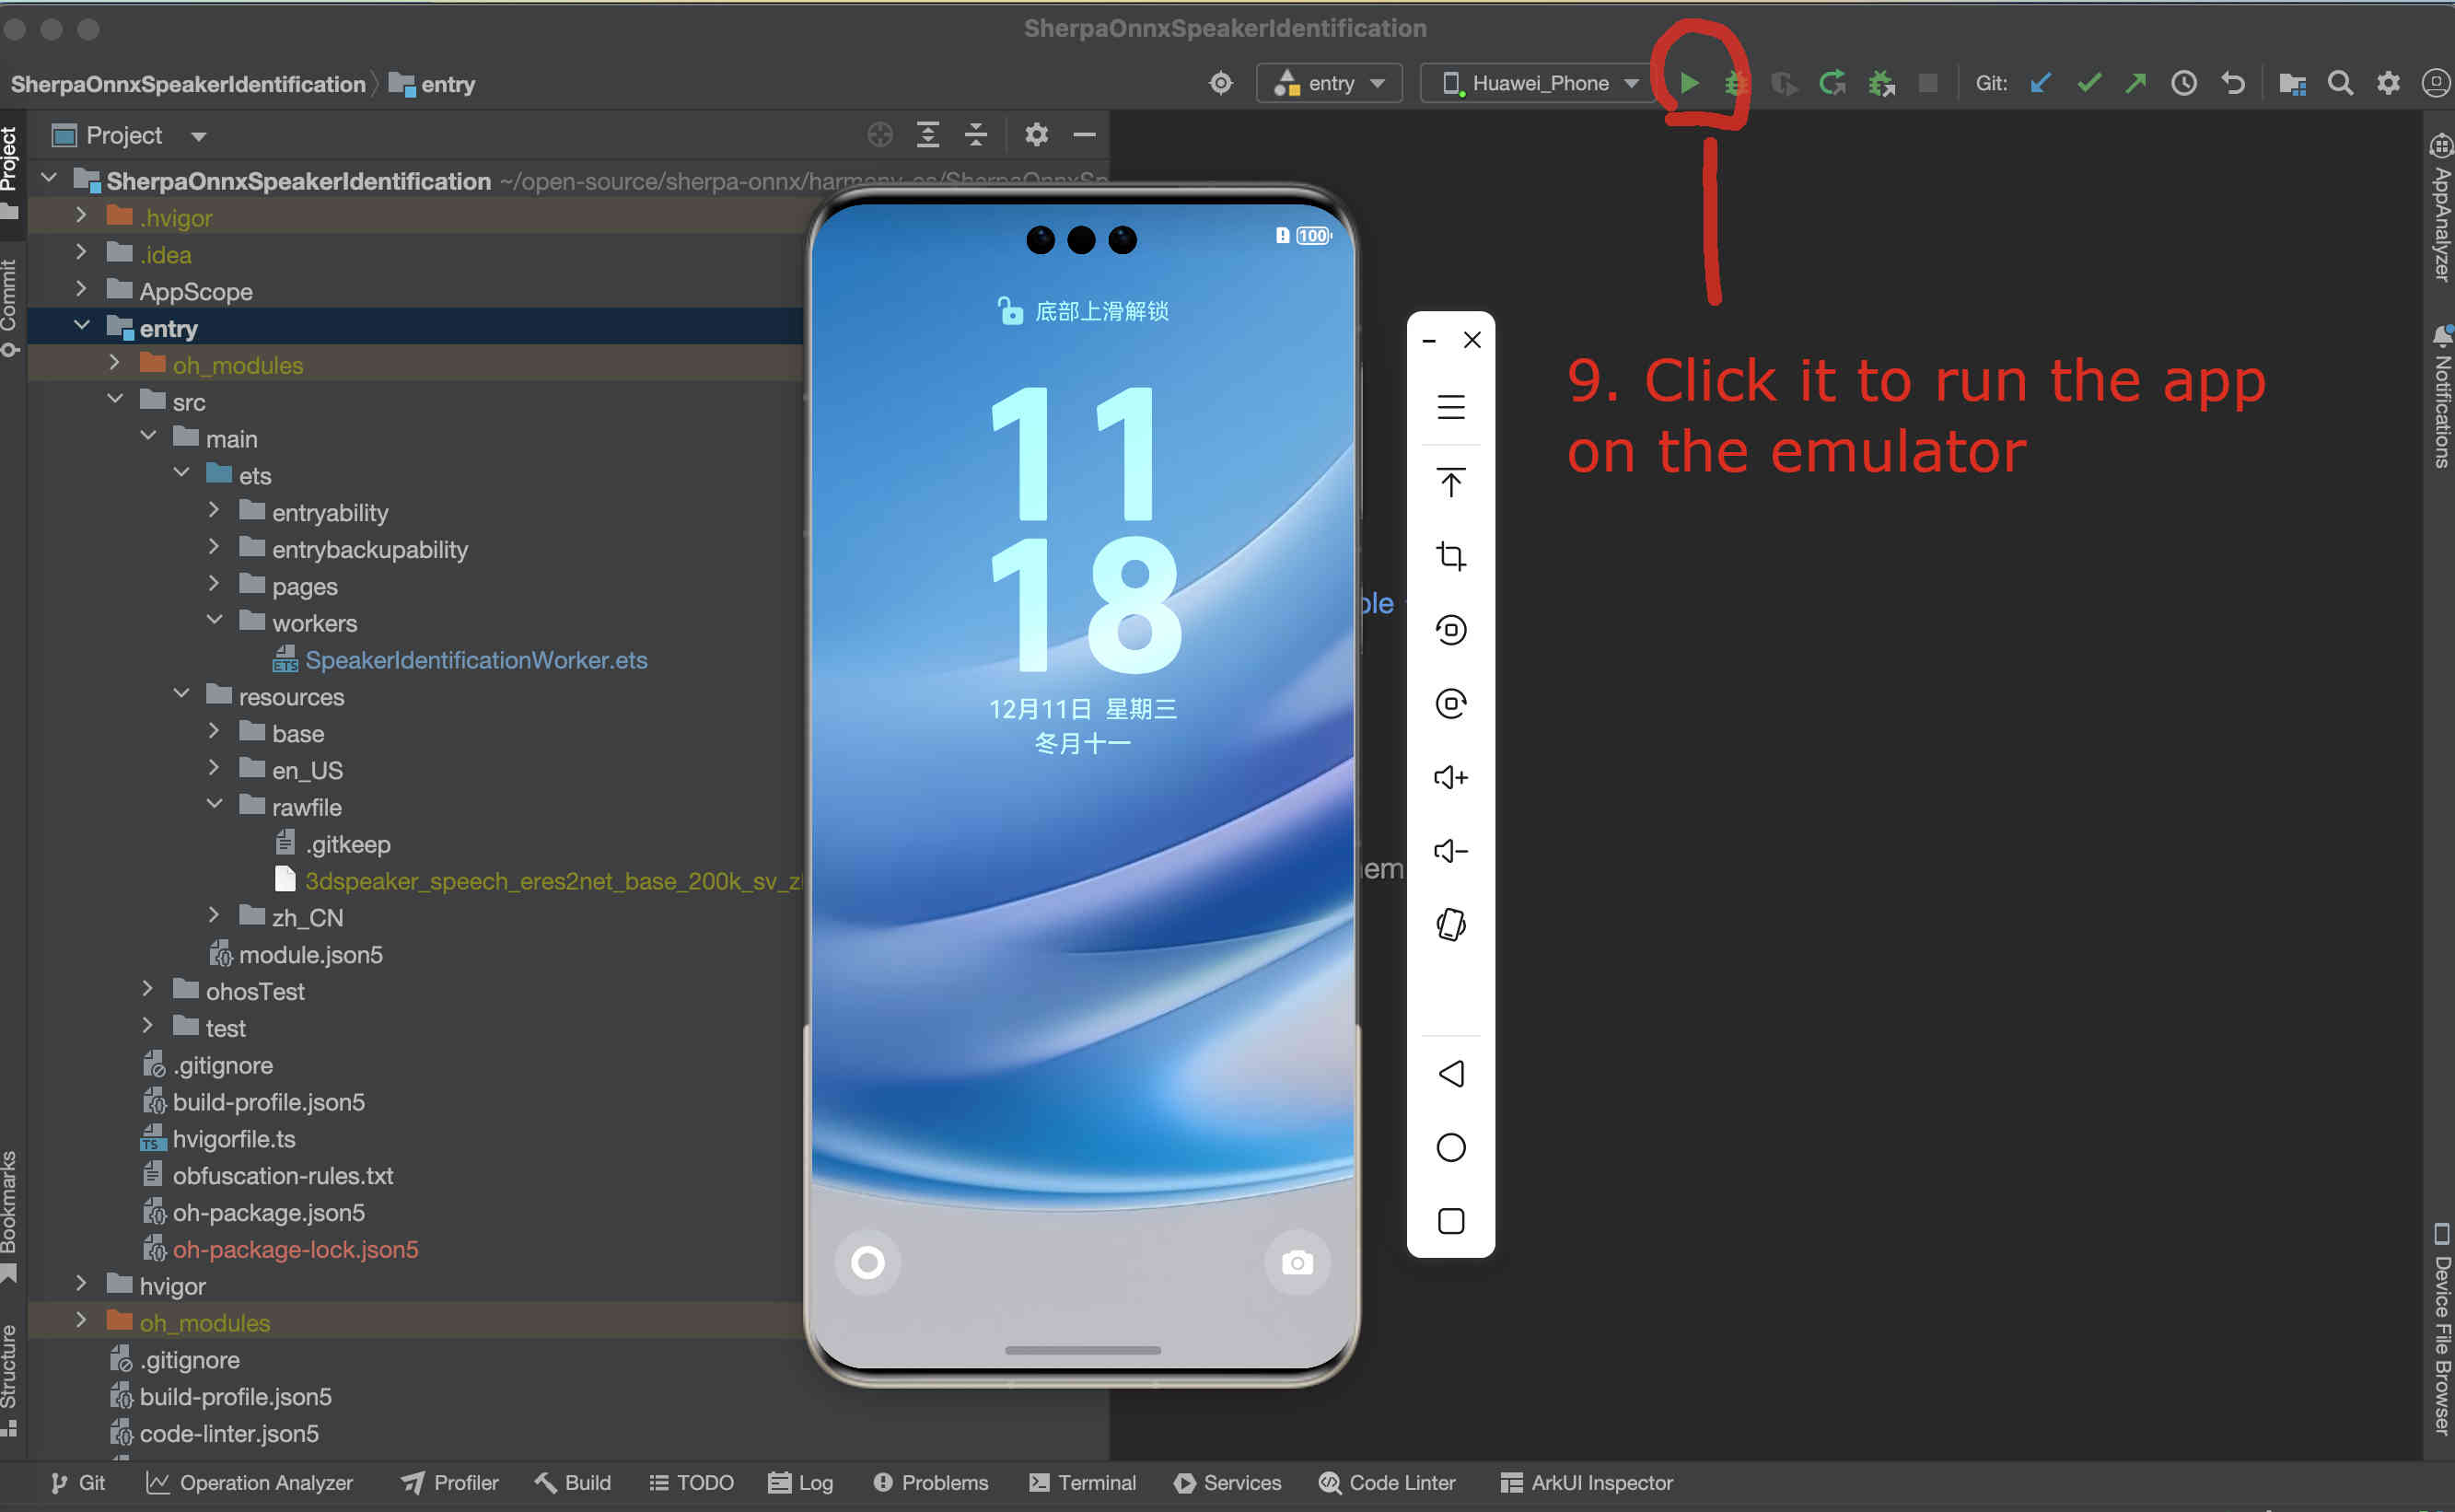 SherpaOnnxSpeakerIdentification
SherpaOnnxSpeakerIdentification entry
entry
Huawei_Phone
Git:
Project
Project
Commit
SherpaOnnxSpeakerIdentification ~/open-source/sherpa-onnx/
.hvigor
.idea
AppScope
entry
oh_modules
src
main
ets
entryability
entrybackupability
pages
workers
ETS SpeakerIdentificationWorker.ets
resources
base
en_US
rawfile
.gitkeep
3dspeaker_speech_eres2net_base_200k_sv_z
zh_CN
module.json5
ohosTest
test
.gitignore
build-profile.json5
TS hvigorfile.ts
obfuscation-rules.txt
oh-package.json5
oh-package-lock.json5
hvigor
oh_modules
.gitignore
build-profile.json5
code-linter.json5
Bookmarks
Structure
100
底部上滑解锁
11
18
12月11日 星期三
冬月十一
9. Click it to run the app
on the emulator
AppAnalyzer
Notifications
Device File Browser
Git
Operation Analyzer
Profiler
Build
TODO
Log
Problems
Terminal
Services
Code Linter
ArkUI Inspector